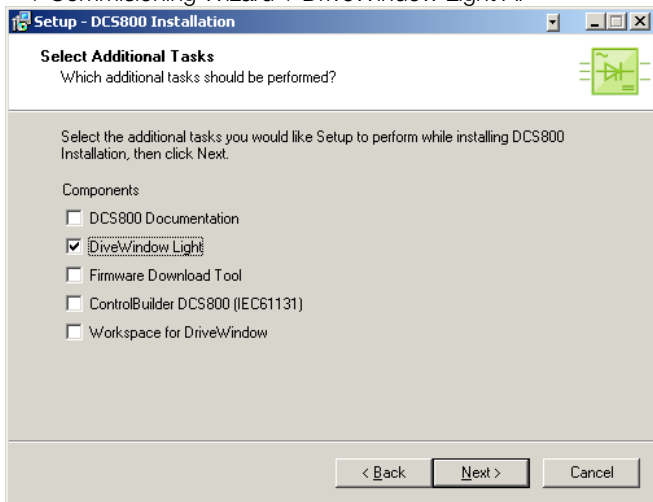 Setup - DCS800 Installation
Select Additional Tasks
Which additional tasks should be performed?
Select the additional tasks you would like Setup to perform while installing DCS800
Installation, then click Next.
Components
DCS800 Documentation
DiveWindow Light
Firmware Download Tool
ControlBuilder DCS800 (IEC61131)
Workspace for DriveWindow
< Back
Next >
Cancel